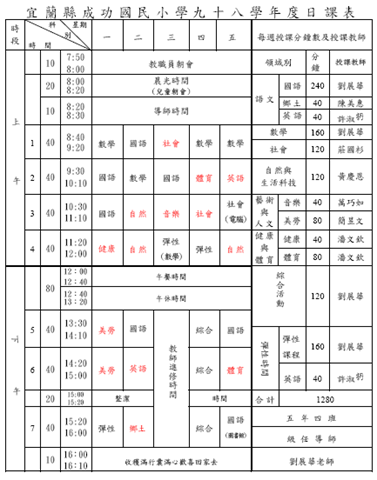 宜蘭縣成功國民小學九十八學年度日課表
時段 科 星期 別 時間 一 二 三 四 五 每週授課分鐘數及授課教師
上午
10 7:50 8:00 教職員朝會 領域別 分鐘 授課教師
20 8:00 8:20 晨光時間 (兒童朝會) 語文 國語 240 劉展華
10 8:20 8:30 導師時間 鄉土 40 陳美惠
英語 40 許淑
1 40 8:40 9:20 數學 國語 社會 數學 數學 數學 160 劉展華
社會 120 莊國杉
2 40 9:30 10:10 國語 數學 國語 體育 英語 自然與生活科技 120 黃慶恩
3 40 10:30 11:10 國語 自然 音樂 社會 社會 (電腦) 藝術與人文 音樂 40 萬巧如
美勞 80 簡昱文
4 40 11:20 12:00 健康 自然 彈性 (數學) 彈性 自然 健康與體育 健康 40 潘文欽
體育 80 潘文欽
下午
80 12:00 12:40 午餐時間 綜合活動 120 劉展華
12:40 13:20 午休時間
5 40 13:30 14:10 美勞 國語 教師進修時間 綜合 國語 彈性時間 彈性課程 160 劉展華
6 40 14:20 15:00 美勞 英語 綜合 體育 英語 40 許淑
20 15:00 15:20 整潔 時間 合計 1280
7 40 15:20 16:00 彈性 鄉土 綜合 國語 (圖書館) 五年四班
級任導師
10 16:00 16:10 收穫滿行囊滿心歡喜回家去 劉展華老師